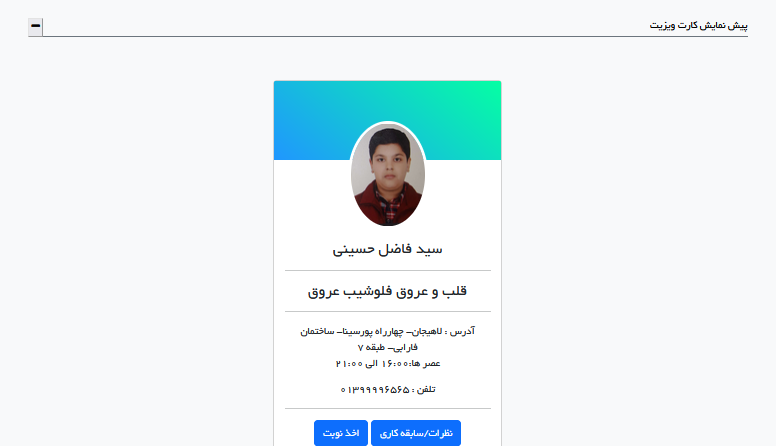 پیش نمایش کارت ویزیت
سید فاضل حسینی
قلب و عروق فلوشیپ عروق
آدرس : لاهیجان- چهارراه پورسینا- ساختمان
فارابی- طبقه ۷
عصر ها:۱۶:۰۰ الی ۲۱:۰۰
تلفن : ۰۱۳۹۹۹۹۶۵۶۵
نظرات/سابقه کاری
اخذ نوبت